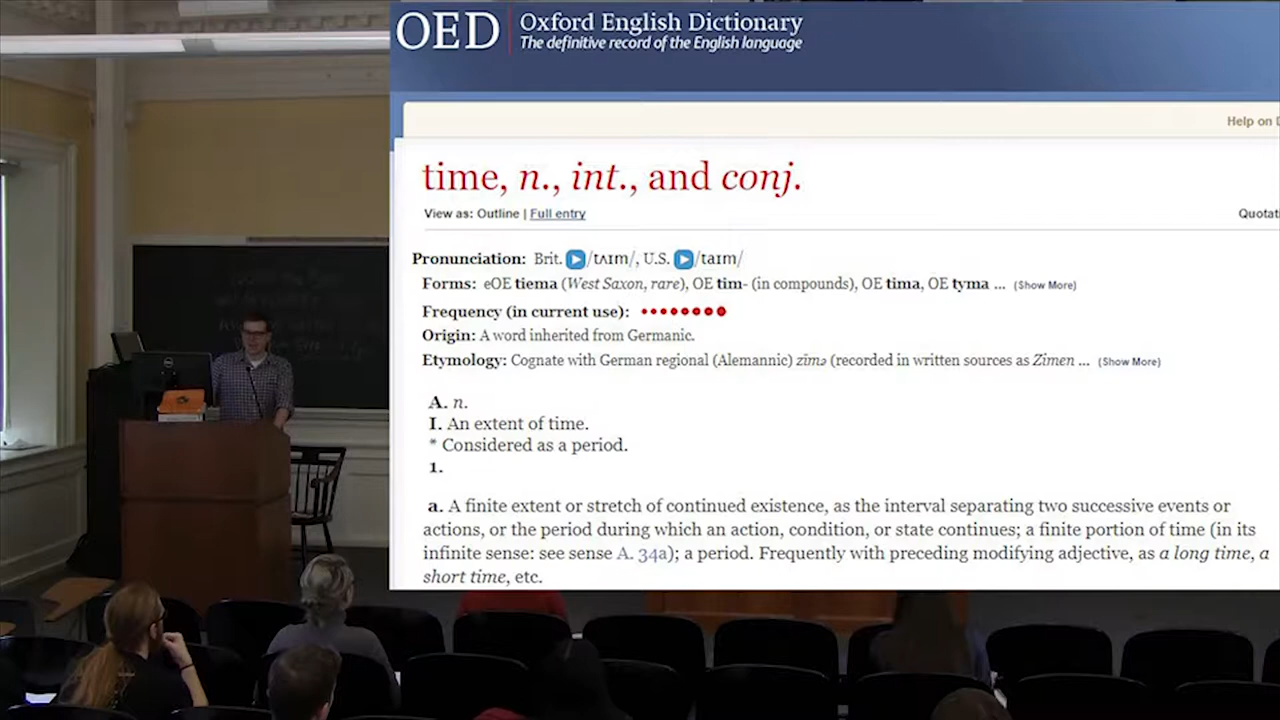 OED
Oxford English Dictionary
The definitive record of the English language
Help on
time, n., int., and conj.
View as: Outline | Full entry
Quotat
Pronunciation: Brit. /tʌɪm/, U.S. /taɪm/
Forms: eOE tiema (West Saxon, rare), OE tim- (in compounds), OE tima, OE tyma ... (Show More)
Frequency (in current use):
Origin: A word inherited from Germanic.
Etymology: Cognate with German regional (Alemannic) zīmə (recorded in written sources as Zimen ... (Show More)
A. n.
I. An extent of time.
* Considered as a period.
1.
a. A finite extent or stretch of continued existence, as the interval separating two successive events or
actions, or the period during which an action, condition, or state continues; a finite portion of time (in its
infinite sense: see sense A. 34a); a period. Frequently with preceding modifying adjective, as a long time, a
short time, etc.